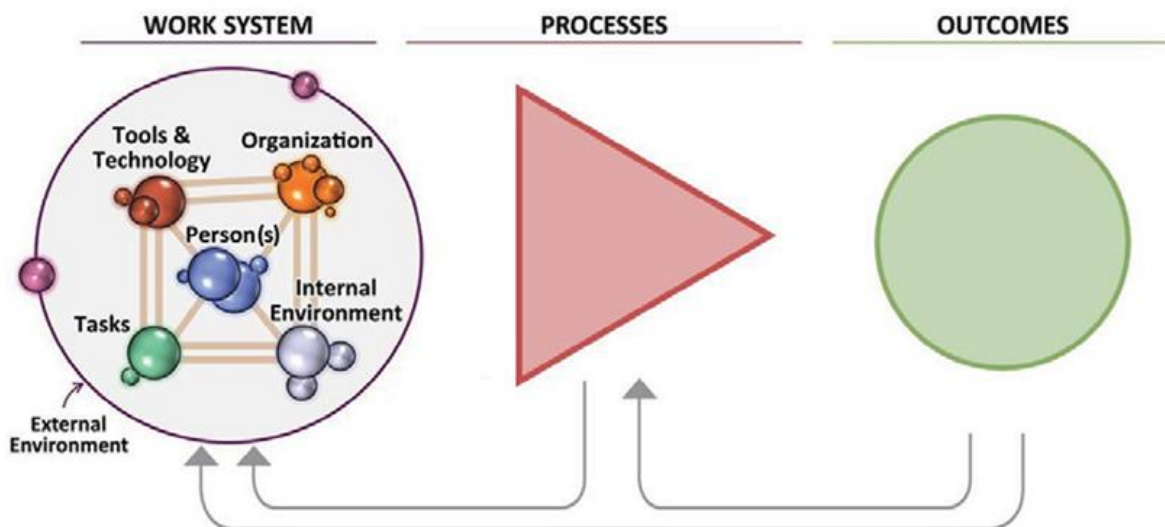 WORK SYSTEM
PROCESSES
OUTCOMES
Tools &
Technology
Organization
Person(s)
Internal
Environment
Tasks
External
Environment